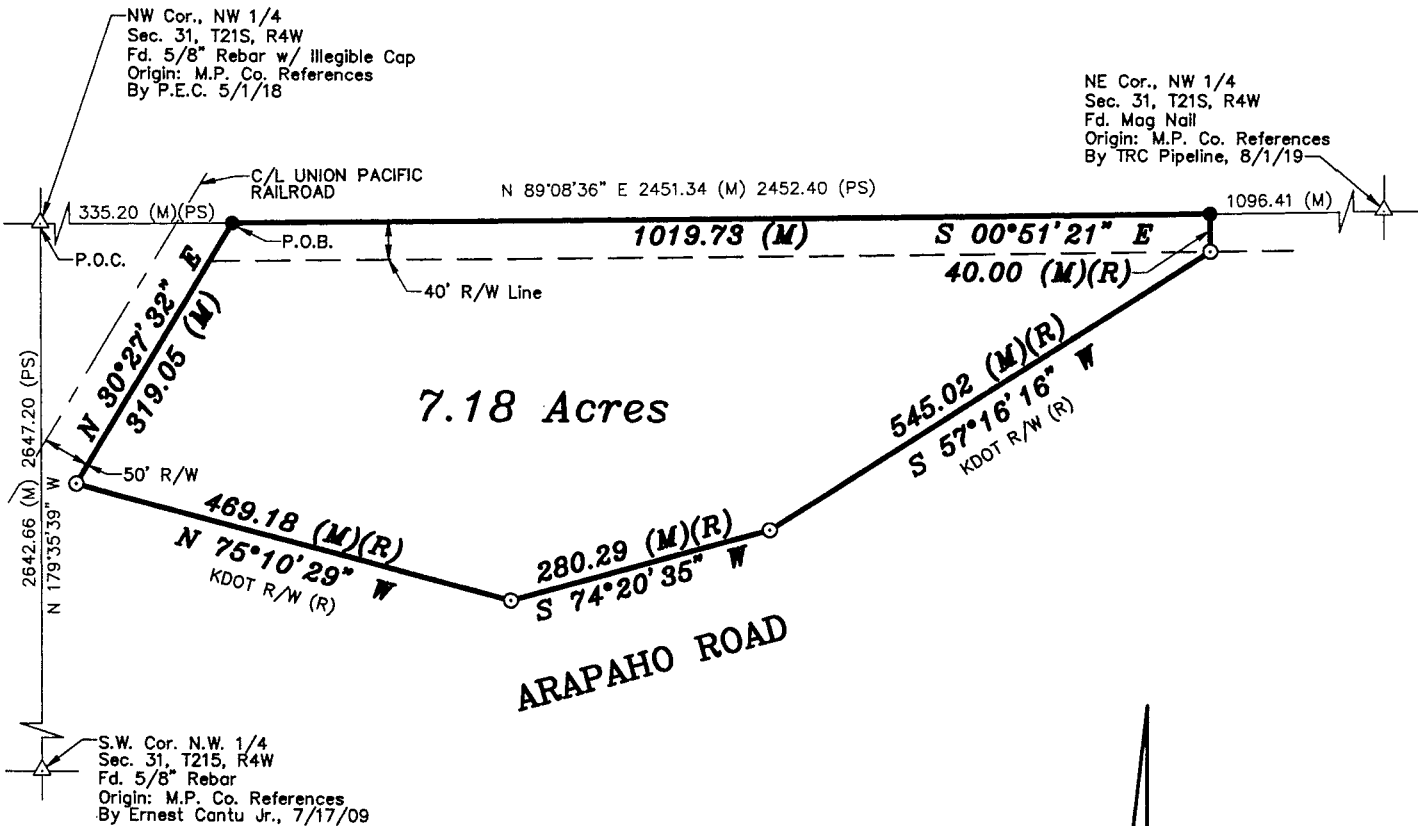 NW Cor., NW 1/4
Sec. 31, T21S, R4W
Fd. 5/8" Rebar w/ Illegible Cap
Origin: M.P. Co. References
By P.E.C. 5/1/18
NE Cor., NW 1/4
Sec. 31, T21S, R4W
Fd. Mag Nail
Origin: M.P. Co. References
By TRC Pipeline, 8/1/19
C/L UNION PACIFIC
RAILROAD
N 89°08'36" E 2451.34 (M) 2452.40 (PS)
335.20 (M)(PS)
1096.41 (M)
P.O.B.
P.O.C.
1019.73 (M)
S 00°51'21" E
40.00 (M)(R)
40' R/W Line
N 30°27'32" E
319.05 (M)
7.18 Acres
545.02 (M)(R)
S 57°16'16" W
KDOT R/W (R)
50' R/W
2642.66 (M) 2647.20 (PS)
N 179°35'39" W
469.18 (M)(R)
N 75°10'29" W
KDOT R/W (R)
280.29 (M)(R)
S 74°20'35" W
ARAPAHO ROAD
S.W. Cor. N.W. 1/4
Sec. 31, T215, R4W
Fd. 5/8" Rebar
Origin: M.P. Co. References
By Ernest Cantu Jr., 7/17/09